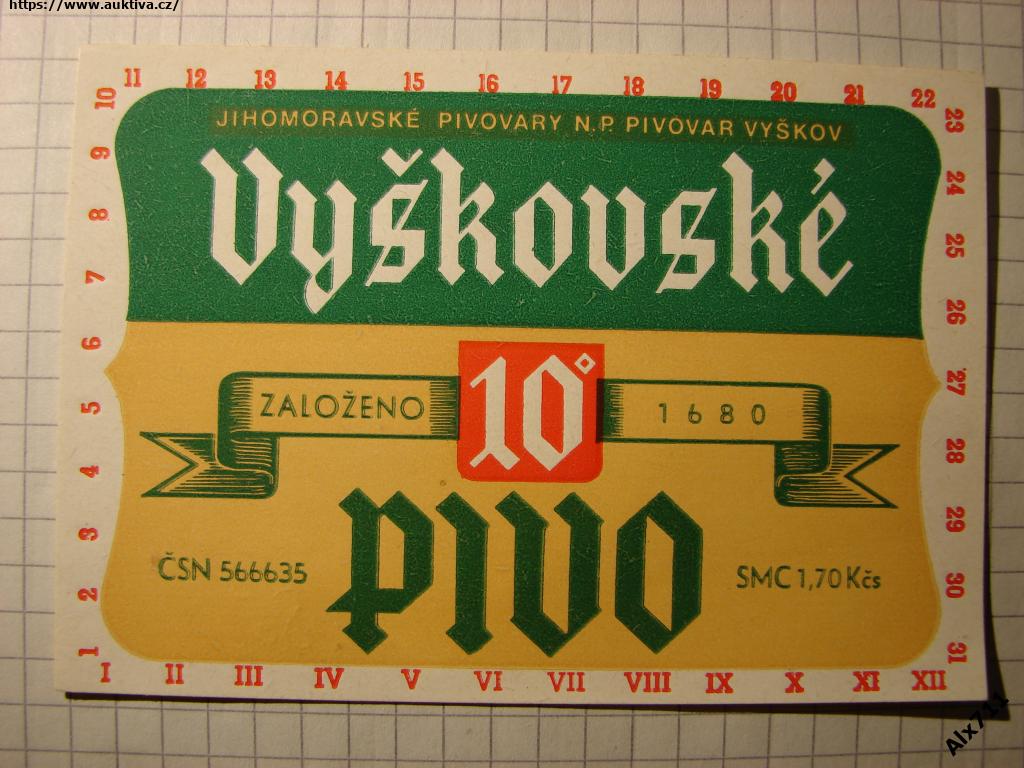 https://www.auktiva.cz/
11 12 13 14 15 16 17 18 19 20 21 22
10 9 8 7 6 5 4 3 2 1
23 24 25 26 27 28 29 30 31
JIHOMORAVSKÉ PIVOVARY N.P. PIVOVAR VYŠKOV
Vyškovské
ZALOŽENO 10° 1680
pivo
ČSN 566635 SMC 1,70 Kčs
I II III IV V VI VII VIII IX X XI XII
Alx711